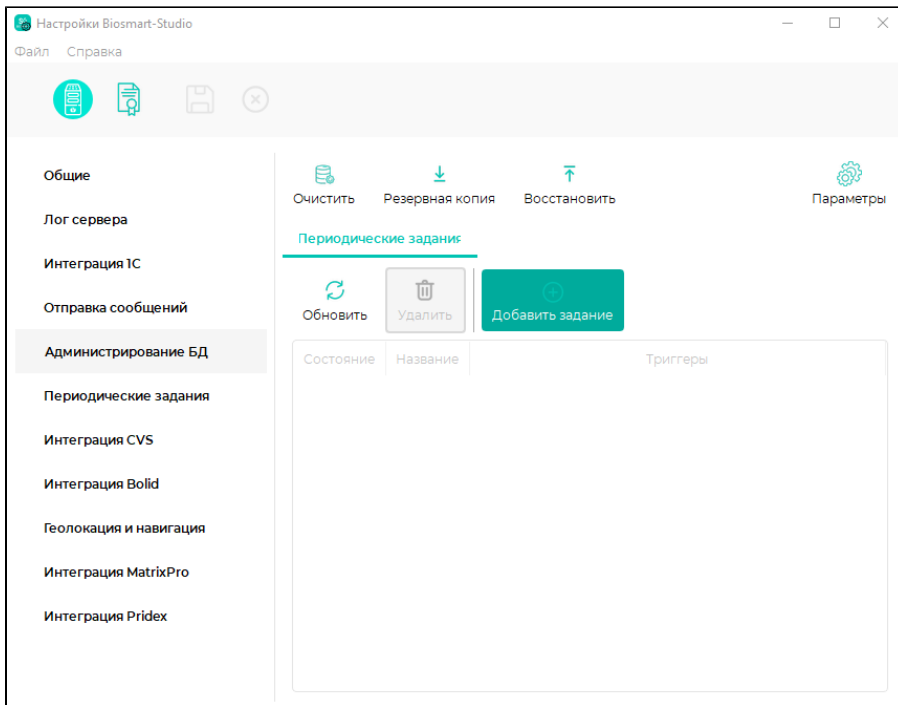 Настройки Biosmart-Studio
Файл Справка
Общие
Лог сервера
Интеграция 1С
Отправка сообщений
Администрирование БД
Периодические задания
Интеграция CVS
Интеграция Bolid
Геолокация и навигация
Интеграция MatrixPro
Интеграция Pridex
Очистить Резервная копия Восстановить Параметры
Периодические задания
Обновить Удалить Добавить задание
Состояние Название Триггеры